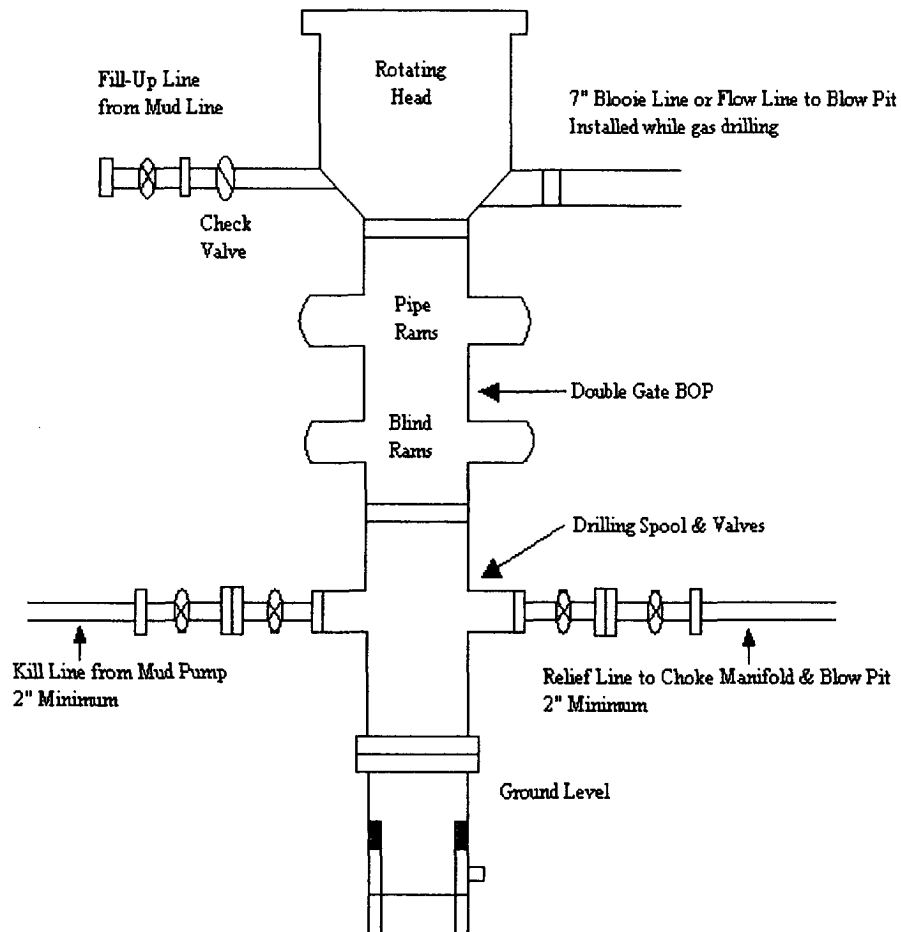 Rotating
Head
Fill-Up Line
from Mud Line
7" Blooie Line or Flow Line to Blow Pit
Installed while gas drilling
Check
Valve
Pipe
Rams
Double Gate BOP
Blind
Rams
Drilling Spool & Valves
Kill Line from Mud Pump
2" Minimum
Relief Line to Choke Manifold & Blow Pit
2" Minimum
Ground Level